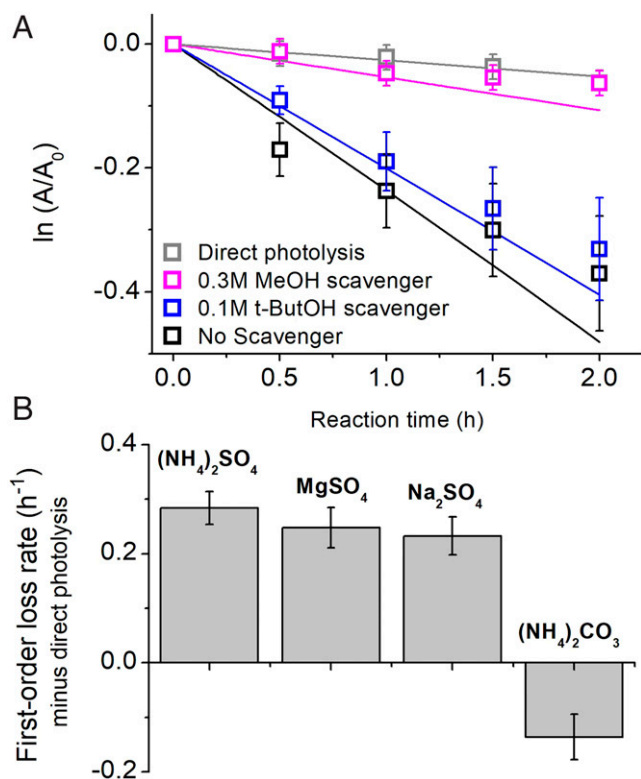 A
ln (A/A₀)
0.0
-0.2
-0.4
Direct photolysis
0.3M MeOH scavenger
0.1M t-ButOH scavenger
No Scavenger
0.0 0.5 1.0 1.5 2.0
Reaction time (h)
B
First-order loss rate (h⁻¹)
minus direct photolysis
0.4
0.2
0.0
-0.2
(NH₄)₂SO₄
MgSO₄
Na₂SO₄
(NH₄)₂CO₃